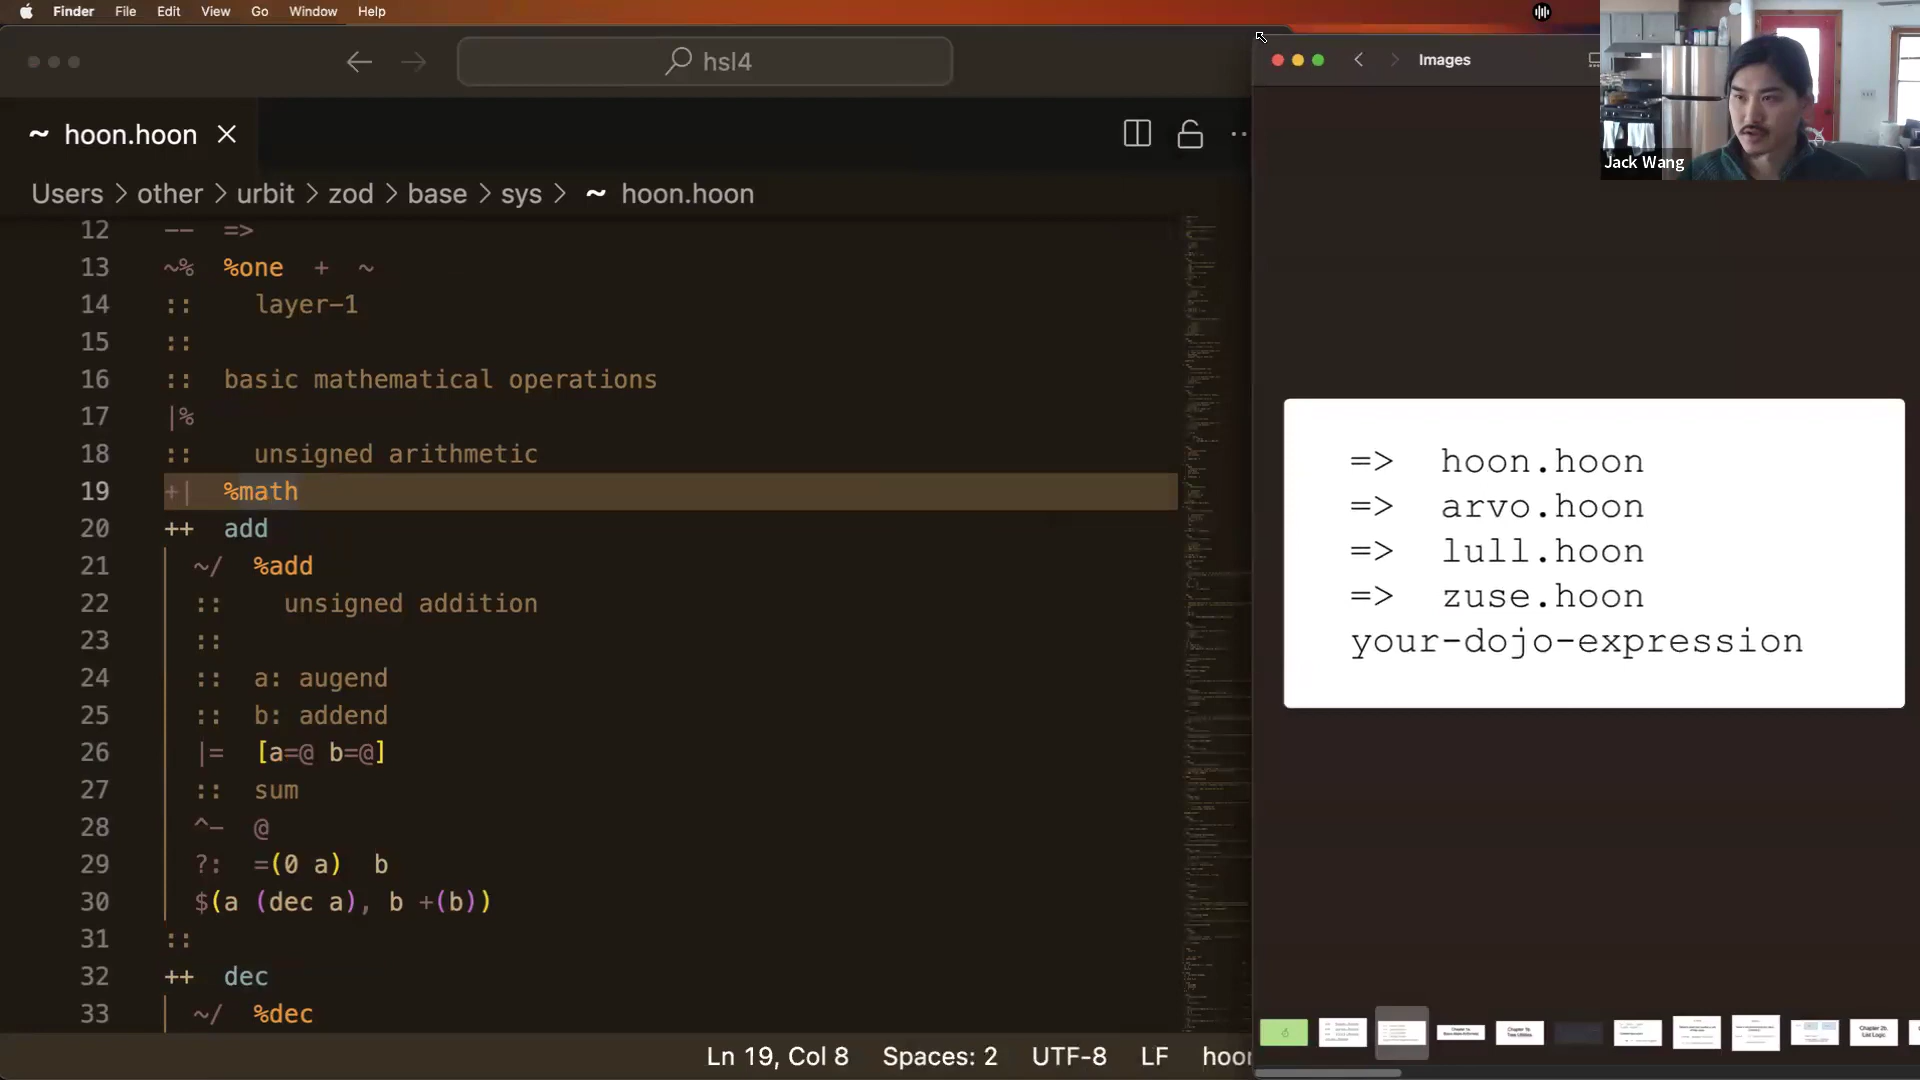 Finder File Edit View Go Window Help
hsl4
Images
Jack Wang
~ hoon.hoon
Users > other > urbit > zod > base > sys > ~ hoon.hoon
12 -- =>
13 ~% %one + ~
14 :: layer-1
15 ::
16 :: basic mathematical operations
17 |%
18 :: unsigned arithmetic
19 +| %math
20 ++ add
21 ~/ %add
22 :: unsigned addition
23 ::
24 :: a: augend
25 :: b: addend
26 |= [a=@ b=@]
27 :: sum
28 ^- @
29 ?: =(0 a) b
30 $(a (dec a), b +(b))
31 ::
32 ++ dec
33 ~/ %dec
Ln 19, Col 8 Spaces: 2 UTF-8 LF hoon
=> hoon.hoon
=> arvo.hoon
=> lull.hoon
=> zuse.hoon
your-dojo-expression